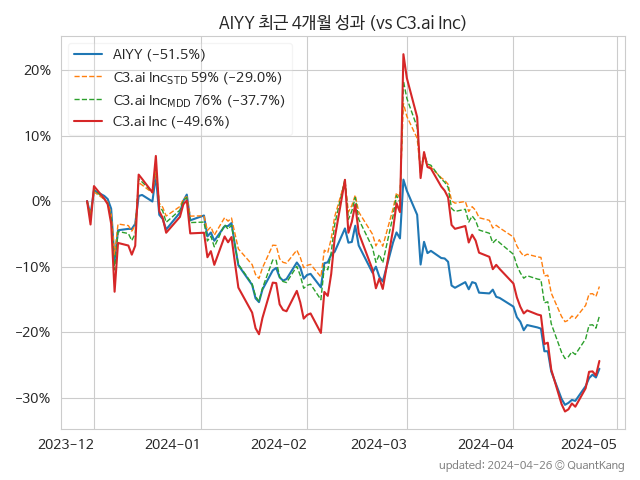 AIYY 최근 4개월 성과 (vs C3.ai Inc)
AIYY (−51.5%)
C3.ai Inc_STD 59% (−29.0%)
C3.ai Inc_MDD 76% (−37.7%)
C3.ai Inc (−49.6%)
20%
10%
0%
−10%
−20%
−30%
2023−12 2024−01 2024−02 2024−03 2024−04 2024−05
updated: 2024−04−26 © QuantKang